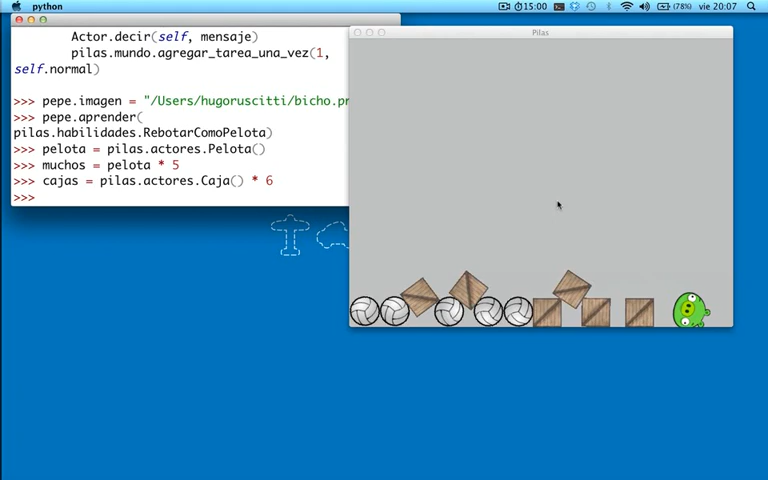 python
15:00
(78%)
vie 20:07
Actor.decir(self, mensaje)
pilas.mundo.agregar_tarea_una_vez(1,
self.normal)
>>> pepe.imagen = "/Users/hugoruscitti/bicho.pn
>>> pepe.aprender(
pilas.habilidades.RebotarComoPelota)
>>> pelota = pilas.actores.Pelota()
>>> muchos = pelota * 5
>>> cajas = pilas.actores.Caja() * 6
>>>
Pilas